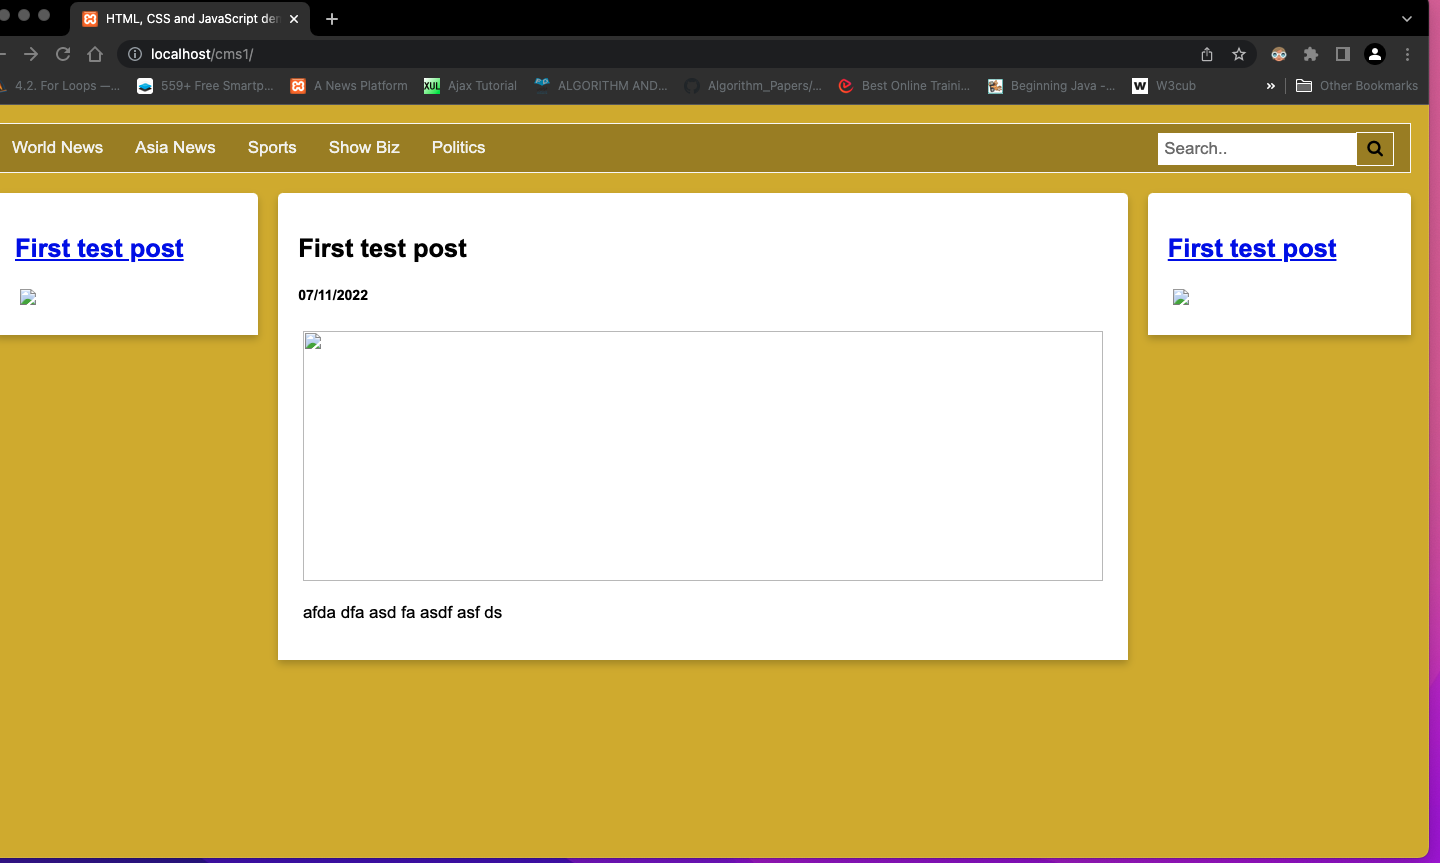 HTML, CSS and JavaScript den
localhost/cms1/
4.2. For Loops —...
559+ Free Smartp...
A News Platform
XUL Ajax Tutorial
ALGORITHM AND...
Algorithm_Papers/...
Best Online Traini...
Beginning Java -...
W W3cub
»
Other Bookmarks
World News
Asia News
Sports
Show Biz
Politics
Search..
First test post
First test post
07/11/2022
afda dfa asd fa asdf asf ds
First test post